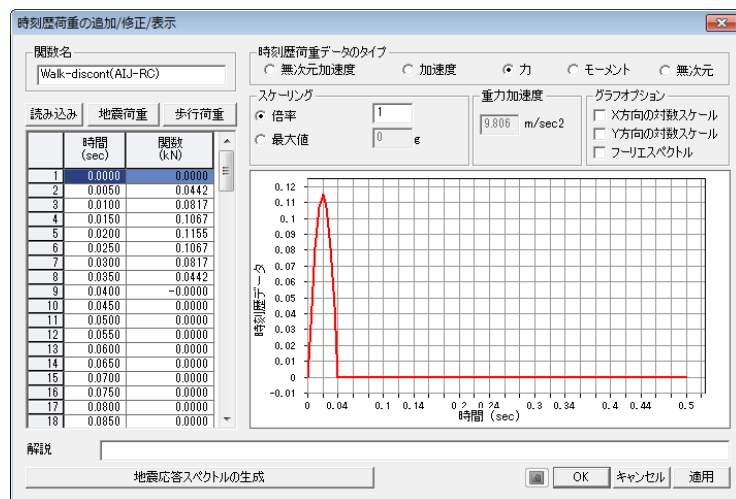 時刻歴荷重の追加/修正/表示
関数名
Walk-discont(AIJ-RC)
時刻歴荷重データのタイプ
無次元加速度 加速度 力 モーメント 無次元
読み込み 地震荷重 歩行荷重
スケーリング
倍率 1
最大値 0 g
重力加速度
9.806 m/sec2
グラフオプション
X方向の対数スケール
Y方向の対数スケール
フーリエスペクトル
時間 (sec) 関数 (kN)
1 0.0000 0.0000
2 0.0050 0.0442
3 0.0100 0.0817
4 0.0150 0.1067
5 0.0200 0.1155
6 0.0250 0.1067
7 0.0300 0.0817
8 0.0350 0.0442
9 0.0400 -0.0000
10 0.0450 0.0000
11 0.0500 0.0000
12 0.0550 0.0000
13 0.0600 0.0000
14 0.0650 0.0000
15 0.0700 0.0000
16 0.0750 0.0000
17 0.0800 0.0000
18 0.0850 0.0000
時刻歴データ
0.12
0.11
0.1
0.09
0.08
0.07
0.06
0.05
0.04
0.03
0.02
0.01
0
-0.01
0 0.04 0.1 0.14 0.2 0.24 0.3 0.34 0.4 0.44 0.5
時間 (sec)
解説
地震応答スペクトルの生成 OK キャンセル 適用